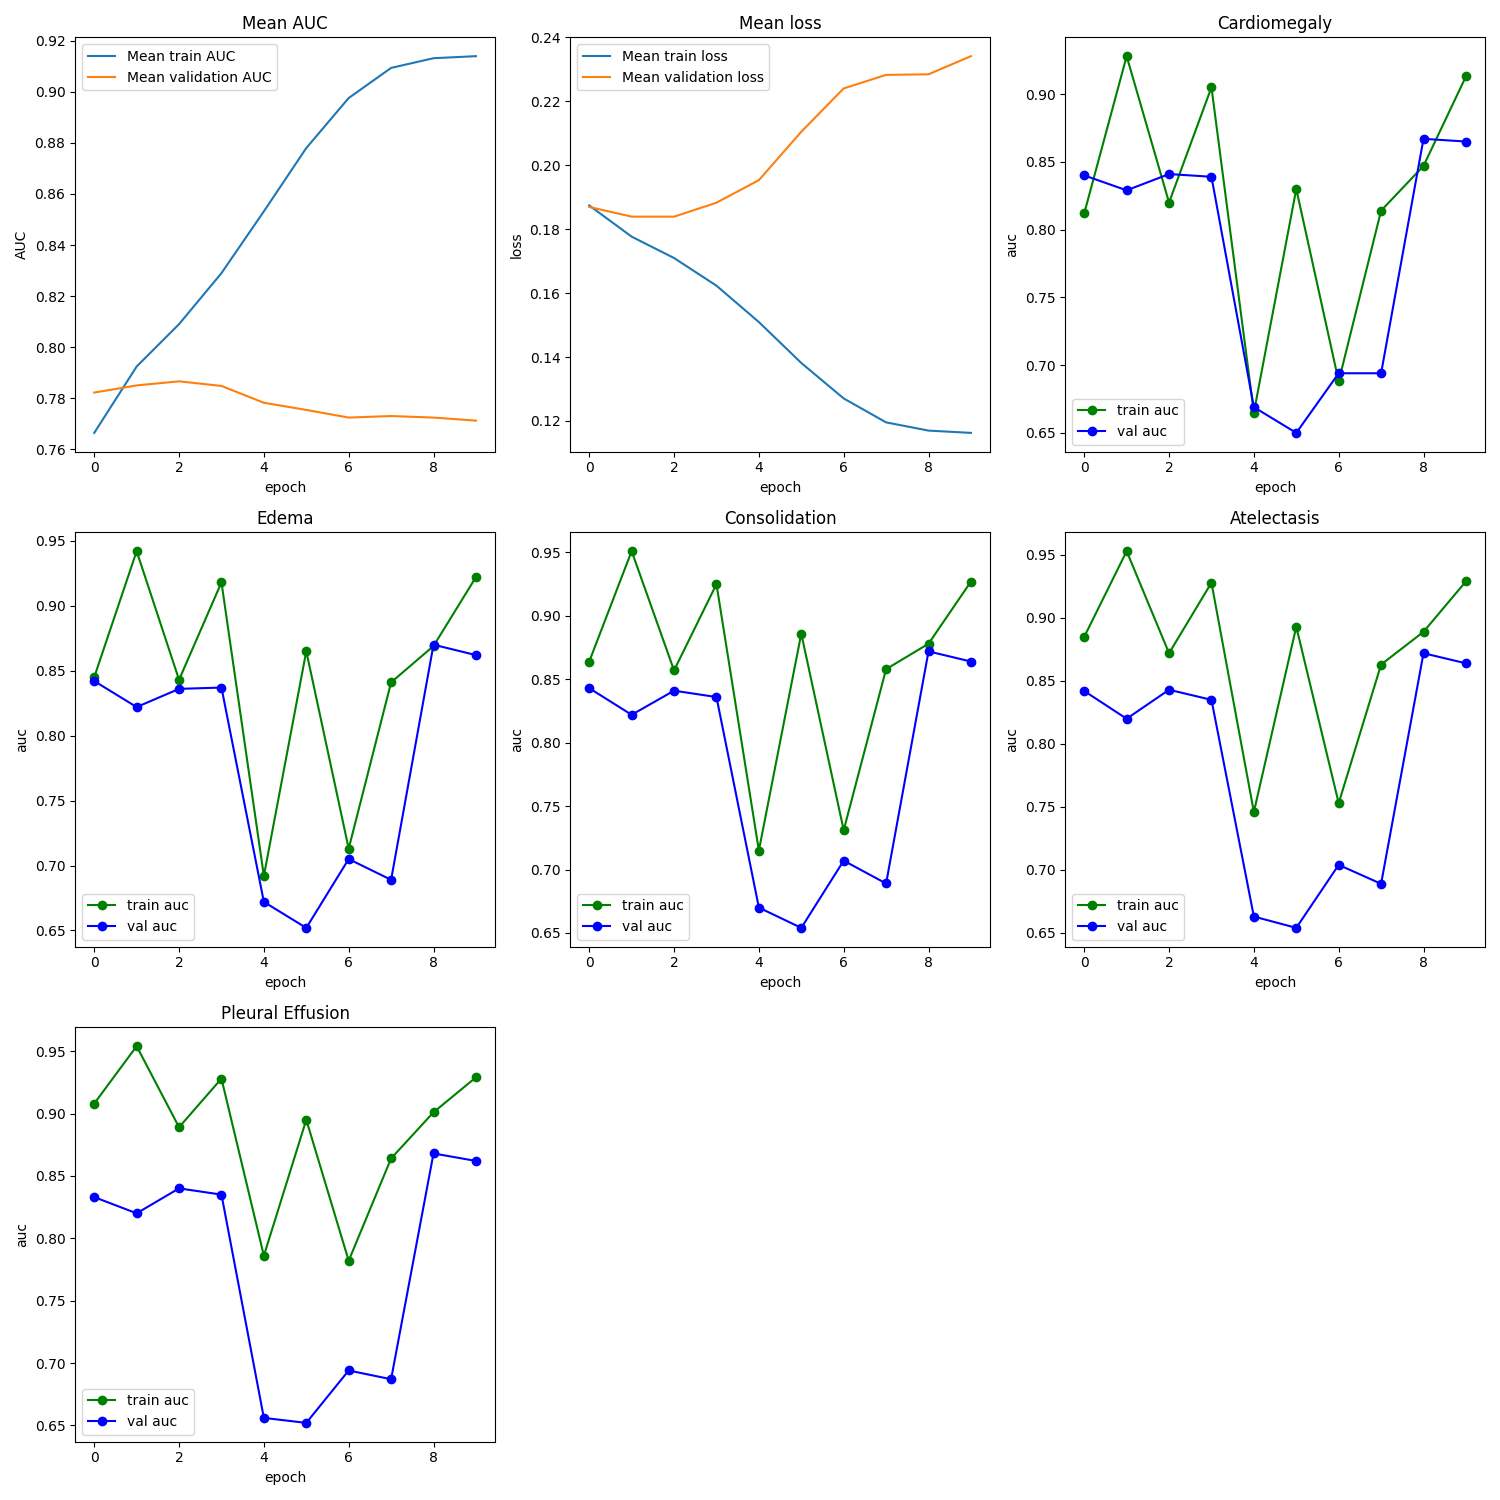 Mean AUC
0.92
0.90
0.88
0.86
0.84
0.82
0.80
0.78
0.76
AUC
Mean train AUC
Mean validation AUC
0 2 4 6 8
epoch
Mean loss
0.24
0.22
0.20
0.18
0.16
0.14
0.12
loss
Mean train loss
Mean validation loss
0 2 4 6 8
epoch
Cardiomegaly
0.90
0.85
0.80
0.75
0.70
0.65
auc
train auc
val auc
0 2 4 6 8
epoch
Edema
0.95
0.90
0.85
0.80
0.75
0.70
0.65
auc
train auc
val auc
0 2 4 6 8
epoch
Consolidation
0.95
0.90
0.85
0.80
0.75
0.70
0.65
auc
train auc
val auc
0 2 4 6 8
epoch
Atelectasis
0.95
0.90
0.85
0.80
0.75
0.70
0.65
auc
train auc
val auc
0 2 4 6 8
epoch
Pleural Effusion
0.95
0.90
0.85
0.80
0.75
0.70
0.65
auc
train auc
val auc
0 2 4 6 8
epoch